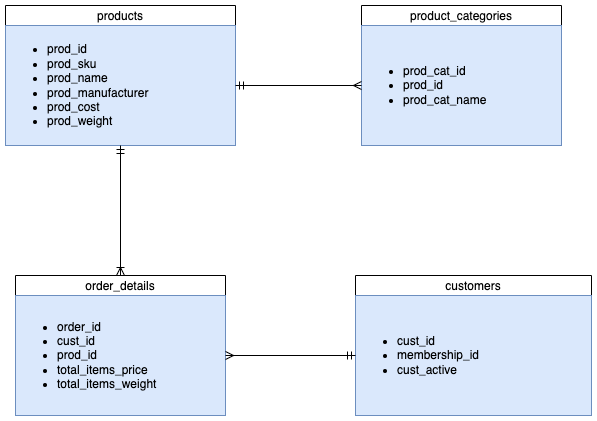 products
• prod_id
• prod_sku
• prod_name
• prod_manufacturer
• prod_cost
• prod_weight
product_categories
• prod_cat_id
• prod_id
• prod_cat_name
order_details
• order_id
• cust_id
• prod_id
• total_items_price
• total_items_weight
customers
• cust_id
• membership_id
• cust_active